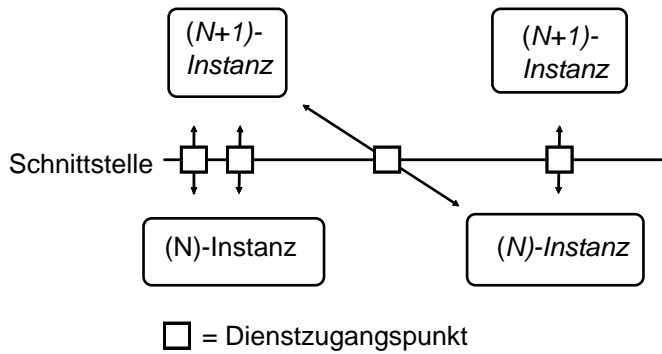 (N+1)-
Instanz
(N+1)-
Instanz
Schnittstelle
(N)-Instanz
(N)-Instanz
= Dienstzugangspunkt